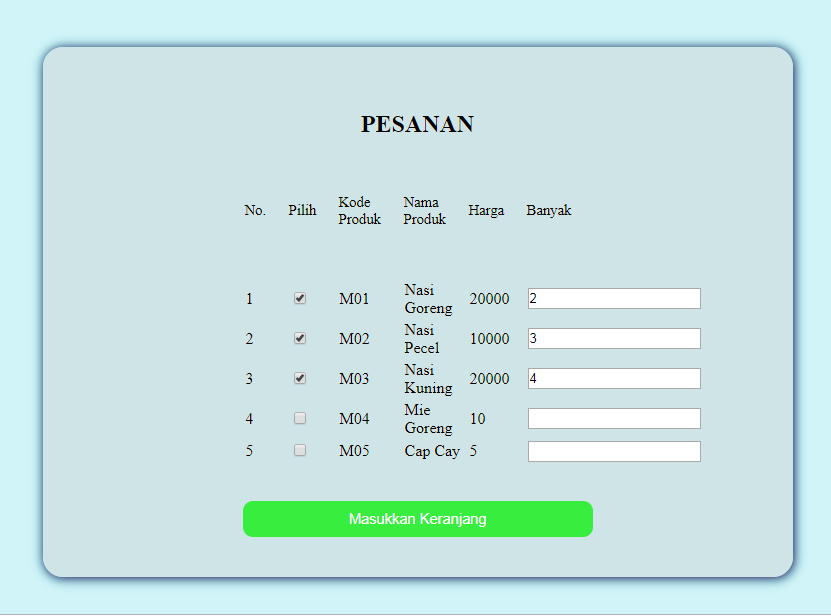 PESANAN
No. Pilih Kode Produk Nama Produk Harga Banyak
1 M01 Nasi Goreng 20000 2
2 M02 Nasi Pecel 10000 3
3 M03 Nasi Kuning 20000 4
4 M04 Mie Goreng 10
5 M05 Cap Cay 5
Masukkan Keranjang